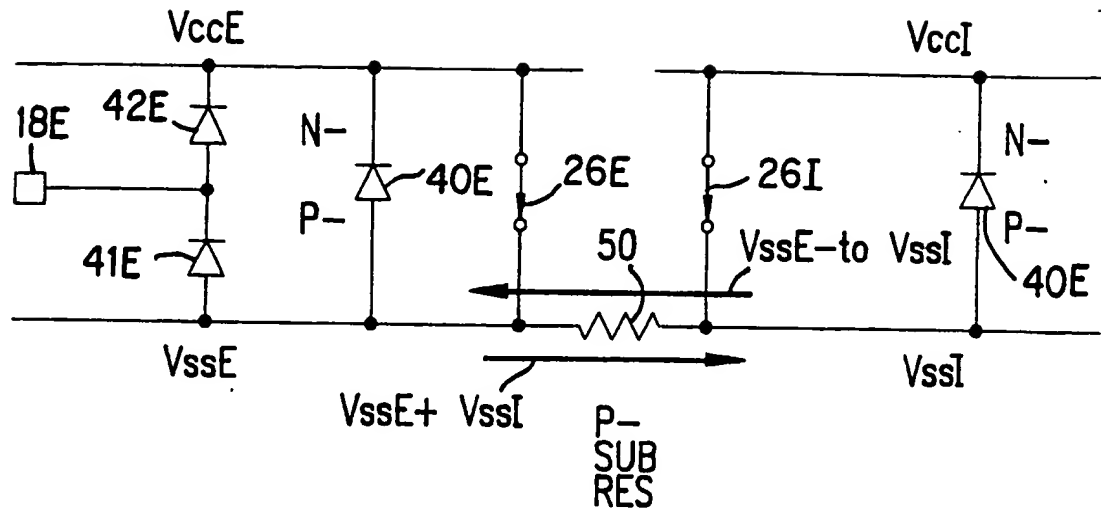 VccE
VccI
42E
18E
N-
N-
40E
26E
26I
P-
P-
41E
50
VssE-to VssI
40E
VssE
VssI
VssE+ VssI
P-
SUB
RES